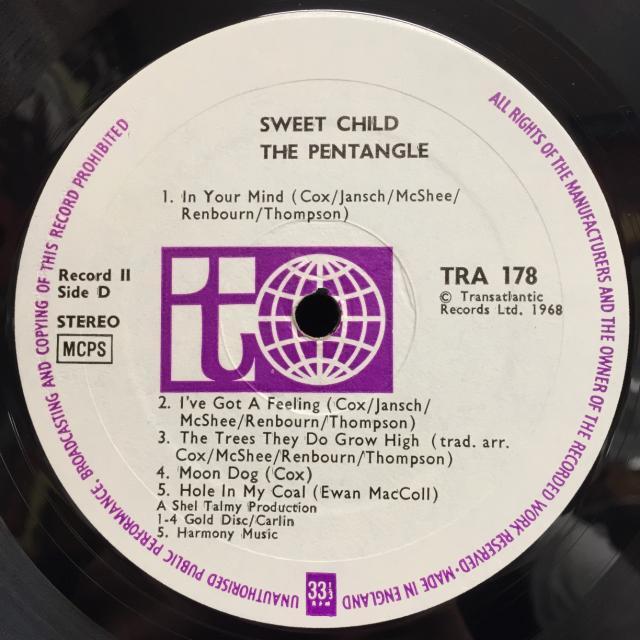 SWEET CHILD
THE PENTANGLE
1. In Your Mind (Cox/Jansch/McShee/
Renbourn/Thompson)
Record II
Side D
STEREO
MCPS
t
TRA 178
© Transatlantic
Records Ltd. 1968
2. I've Got A Feeling (Cox/Jansch/
McShee/Renbourn/Thompson)
3. The Trees They Do Grow High (trad. arr.
Cox/McShee/Renbourn/Thompson)
4. Moon Dog (Cox)
5. Hole In My Coal (Ewan MacColl)
A Shel Talmy Production
1-4 Gold Disc/Carlin
5. Harmony Music
ALL RIGHTS OF THE MANUFACTURERS AND THE OWNER OF THE RECORDED WORK RESERVED·MADE IN ENGLAND
33⅓
RPM
UNAUTHORISED PUBLIC PERFORMANCE, BROADCASTING AND COPYING OF THIS RECORD PROHIBITED